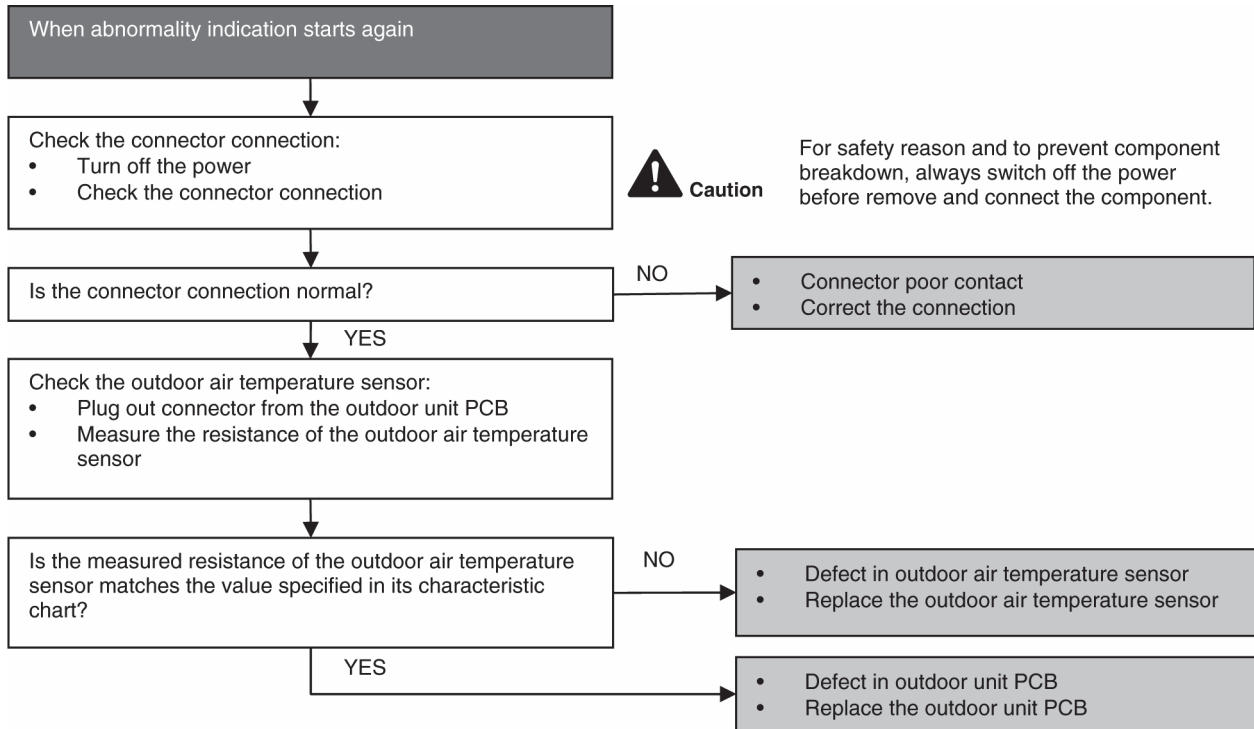 When abnormality indication starts again
Check the connector connection:
• Turn off the power
• Check the connector connection
Caution
For safety reason and to prevent component
breakdown, always switch off the power
before remove and connect the component.
Is the connector connection normal?
NO
• Connector poor contact
• Correct the connection
YES
Check the outdoor air temperature sensor:
• Plug out connector from the outdoor unit PCB
• Measure the resistance of the outdoor air temperature
sensor
Is the measured resistance of the outdoor air temperature
sensor matches the value specified in its characteristic
chart?
NO
• Defect in outdoor air temperature sensor
• Replace the outdoor air temperature sensor
YES
• Defect in outdoor unit PCB
• Replace the outdoor unit PCB